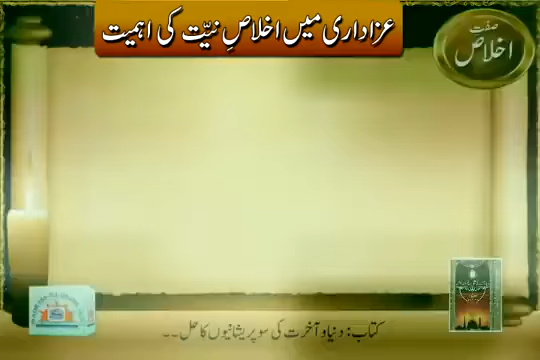 عزاداری میں اخلاصِ نیّت کی اہمیت
صفت
اخلاص
کتاب: دنیا و آخرت کی سو پریشانیوں کا حل ۔۔